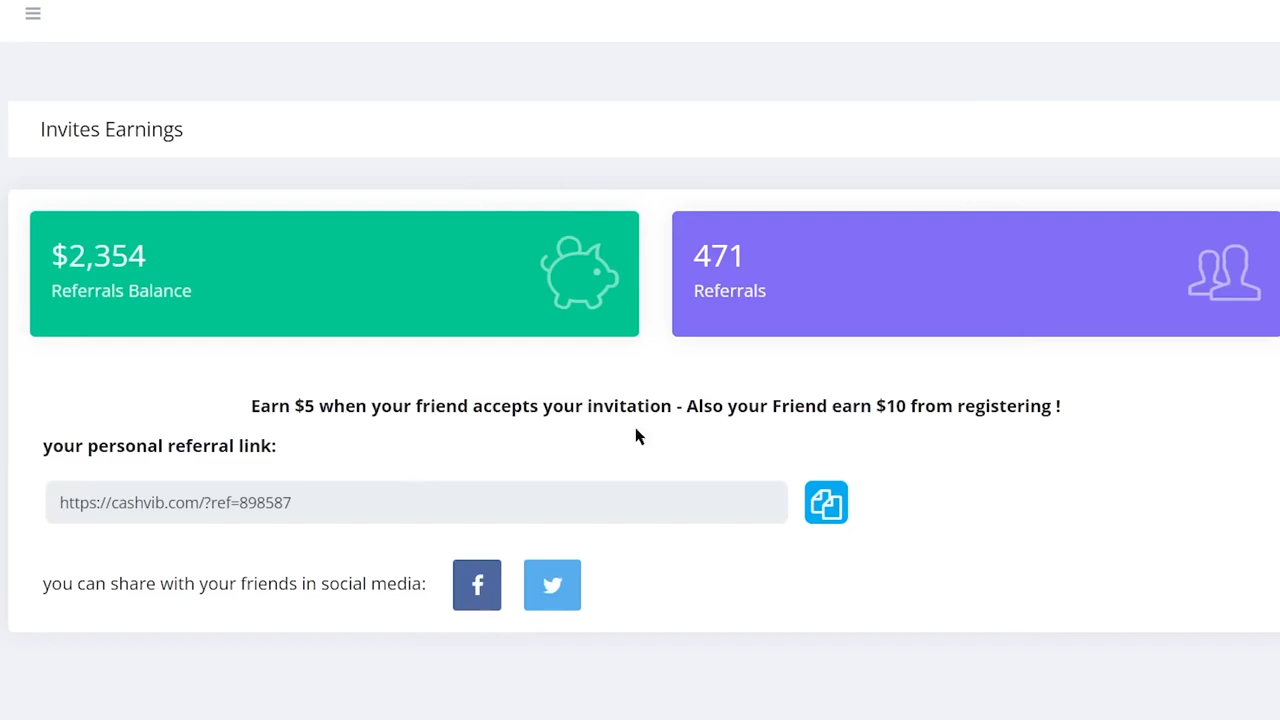 Invites Earnings
$2,354
Referrals Balance
471
Referrals
Earn $5 when your friend accepts your invitation - Also your Friend earn $10 from registering !
your personal referral link:
https://cashvib.com/?ref=898587
you can share with your friends in social media: